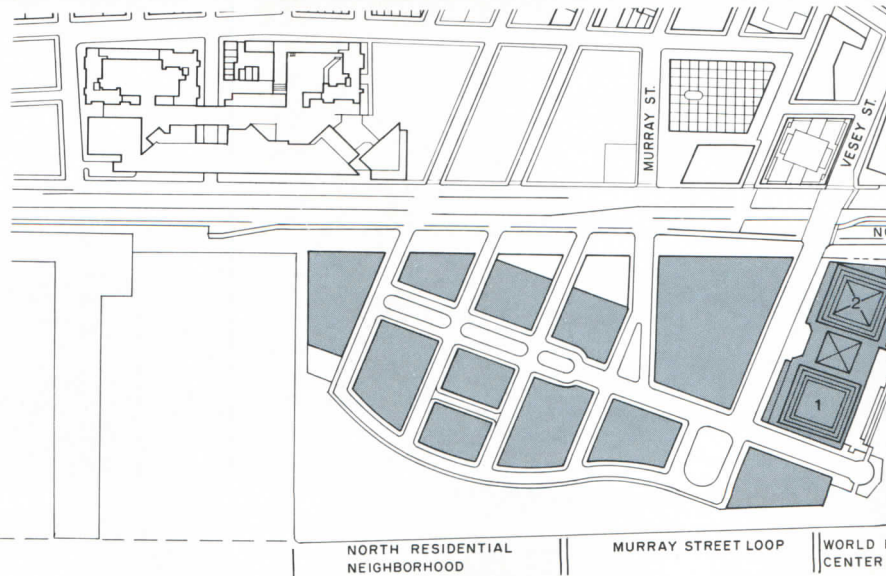 MURRAY ST.
VESEY ST.
2
1
NORTH RESIDENTIAL
NEIGHBORHOOD
MURRAY STREET LOOP
WORLD
CENTER